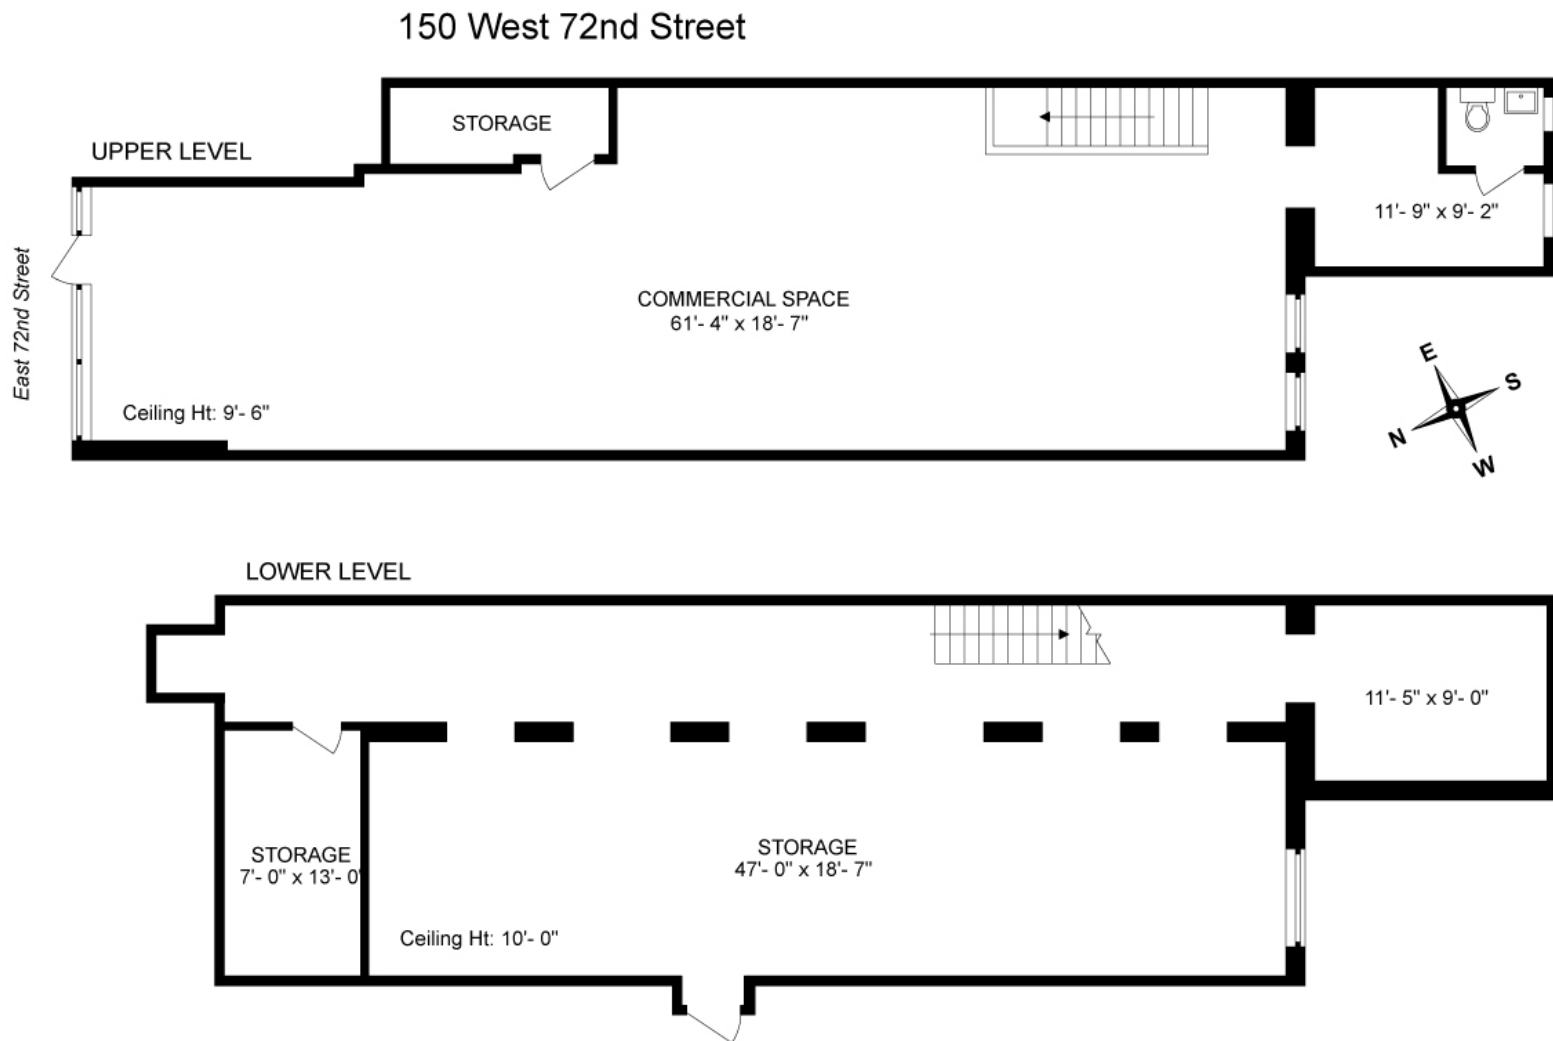 150 West 72nd Street
UPPER LEVEL
STORAGE
East 72nd Street
COMMERCIAL SPACE
61'- 4" x 18'- 7"
11'- 9" x 9'- 2"
Ceiling Ht: 9'- 6"
E
S
N
W
LOWER LEVEL
11'- 5" x 9'- 0"
STORAGE
7'- 0" x 13'- 0'
STORAGE
47'- 0" x 18'- 7"
Ceiling Ht: 10'- 0"